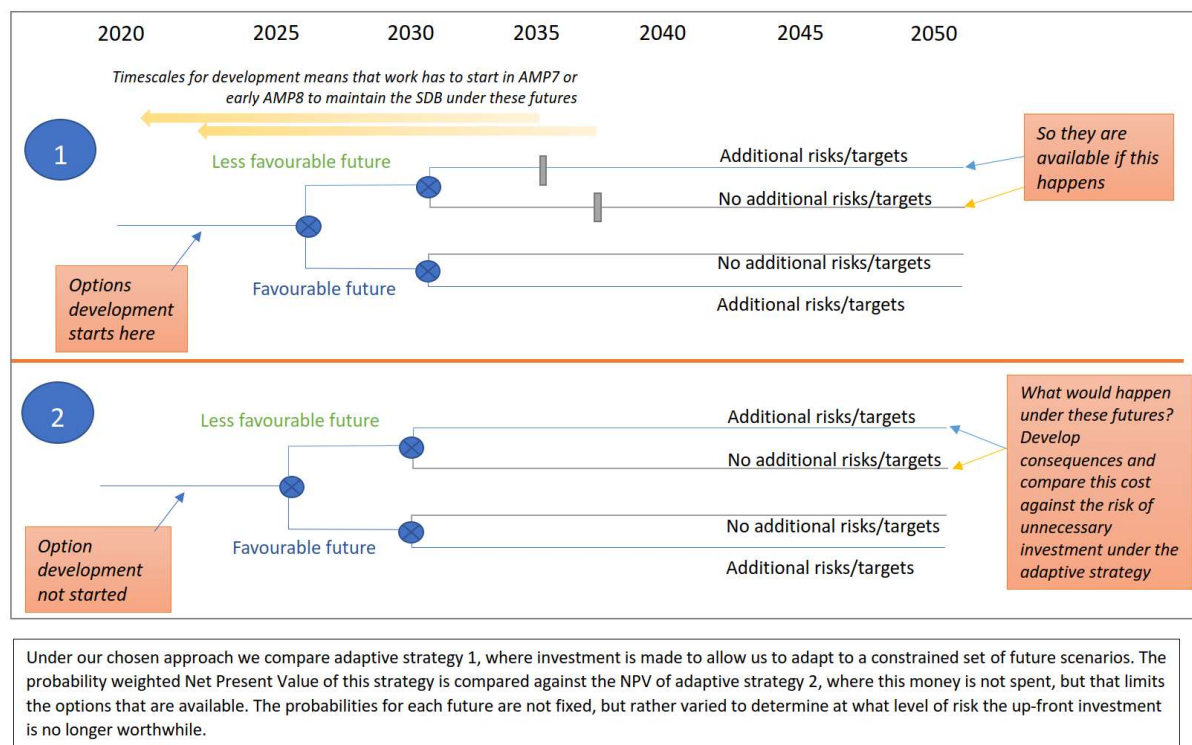 2020 2025 2030 2035 2040 2045 2050
Timescales for development means that work has to start in AMP7 or
early AMP8 to maintain the SDB under these futures
1
Less favourable future
Additional risks/targets
No additional risks/targets
So they are
available if this
happens
No additional risks/targets
Favourable future
Additional risks/targets
Options
development
starts here
2
Less favourable future
Additional risks/targets
No additional risks/targets
What would happen
under these futures?
Develop
consequences and
compare this cost
against the risk of
unnecessary
investment under the
adaptive strategy
No additional risks/targets
Favourable future
Additional risks/targets
Option
development
not started
Under our chosen approach we compare adaptive strategy 1, where investment is made to allow us to adapt to a constrained set of future scenarios. The
probability weighted Net Present Value of this strategy is compared against the NPV of adaptive strategy 2, where this money is not spent, but that limits
the options that are available. The probabilities for each future are not fixed, but rather varied to determine at what level of risk the up-front investment
is no longer worthwhile.